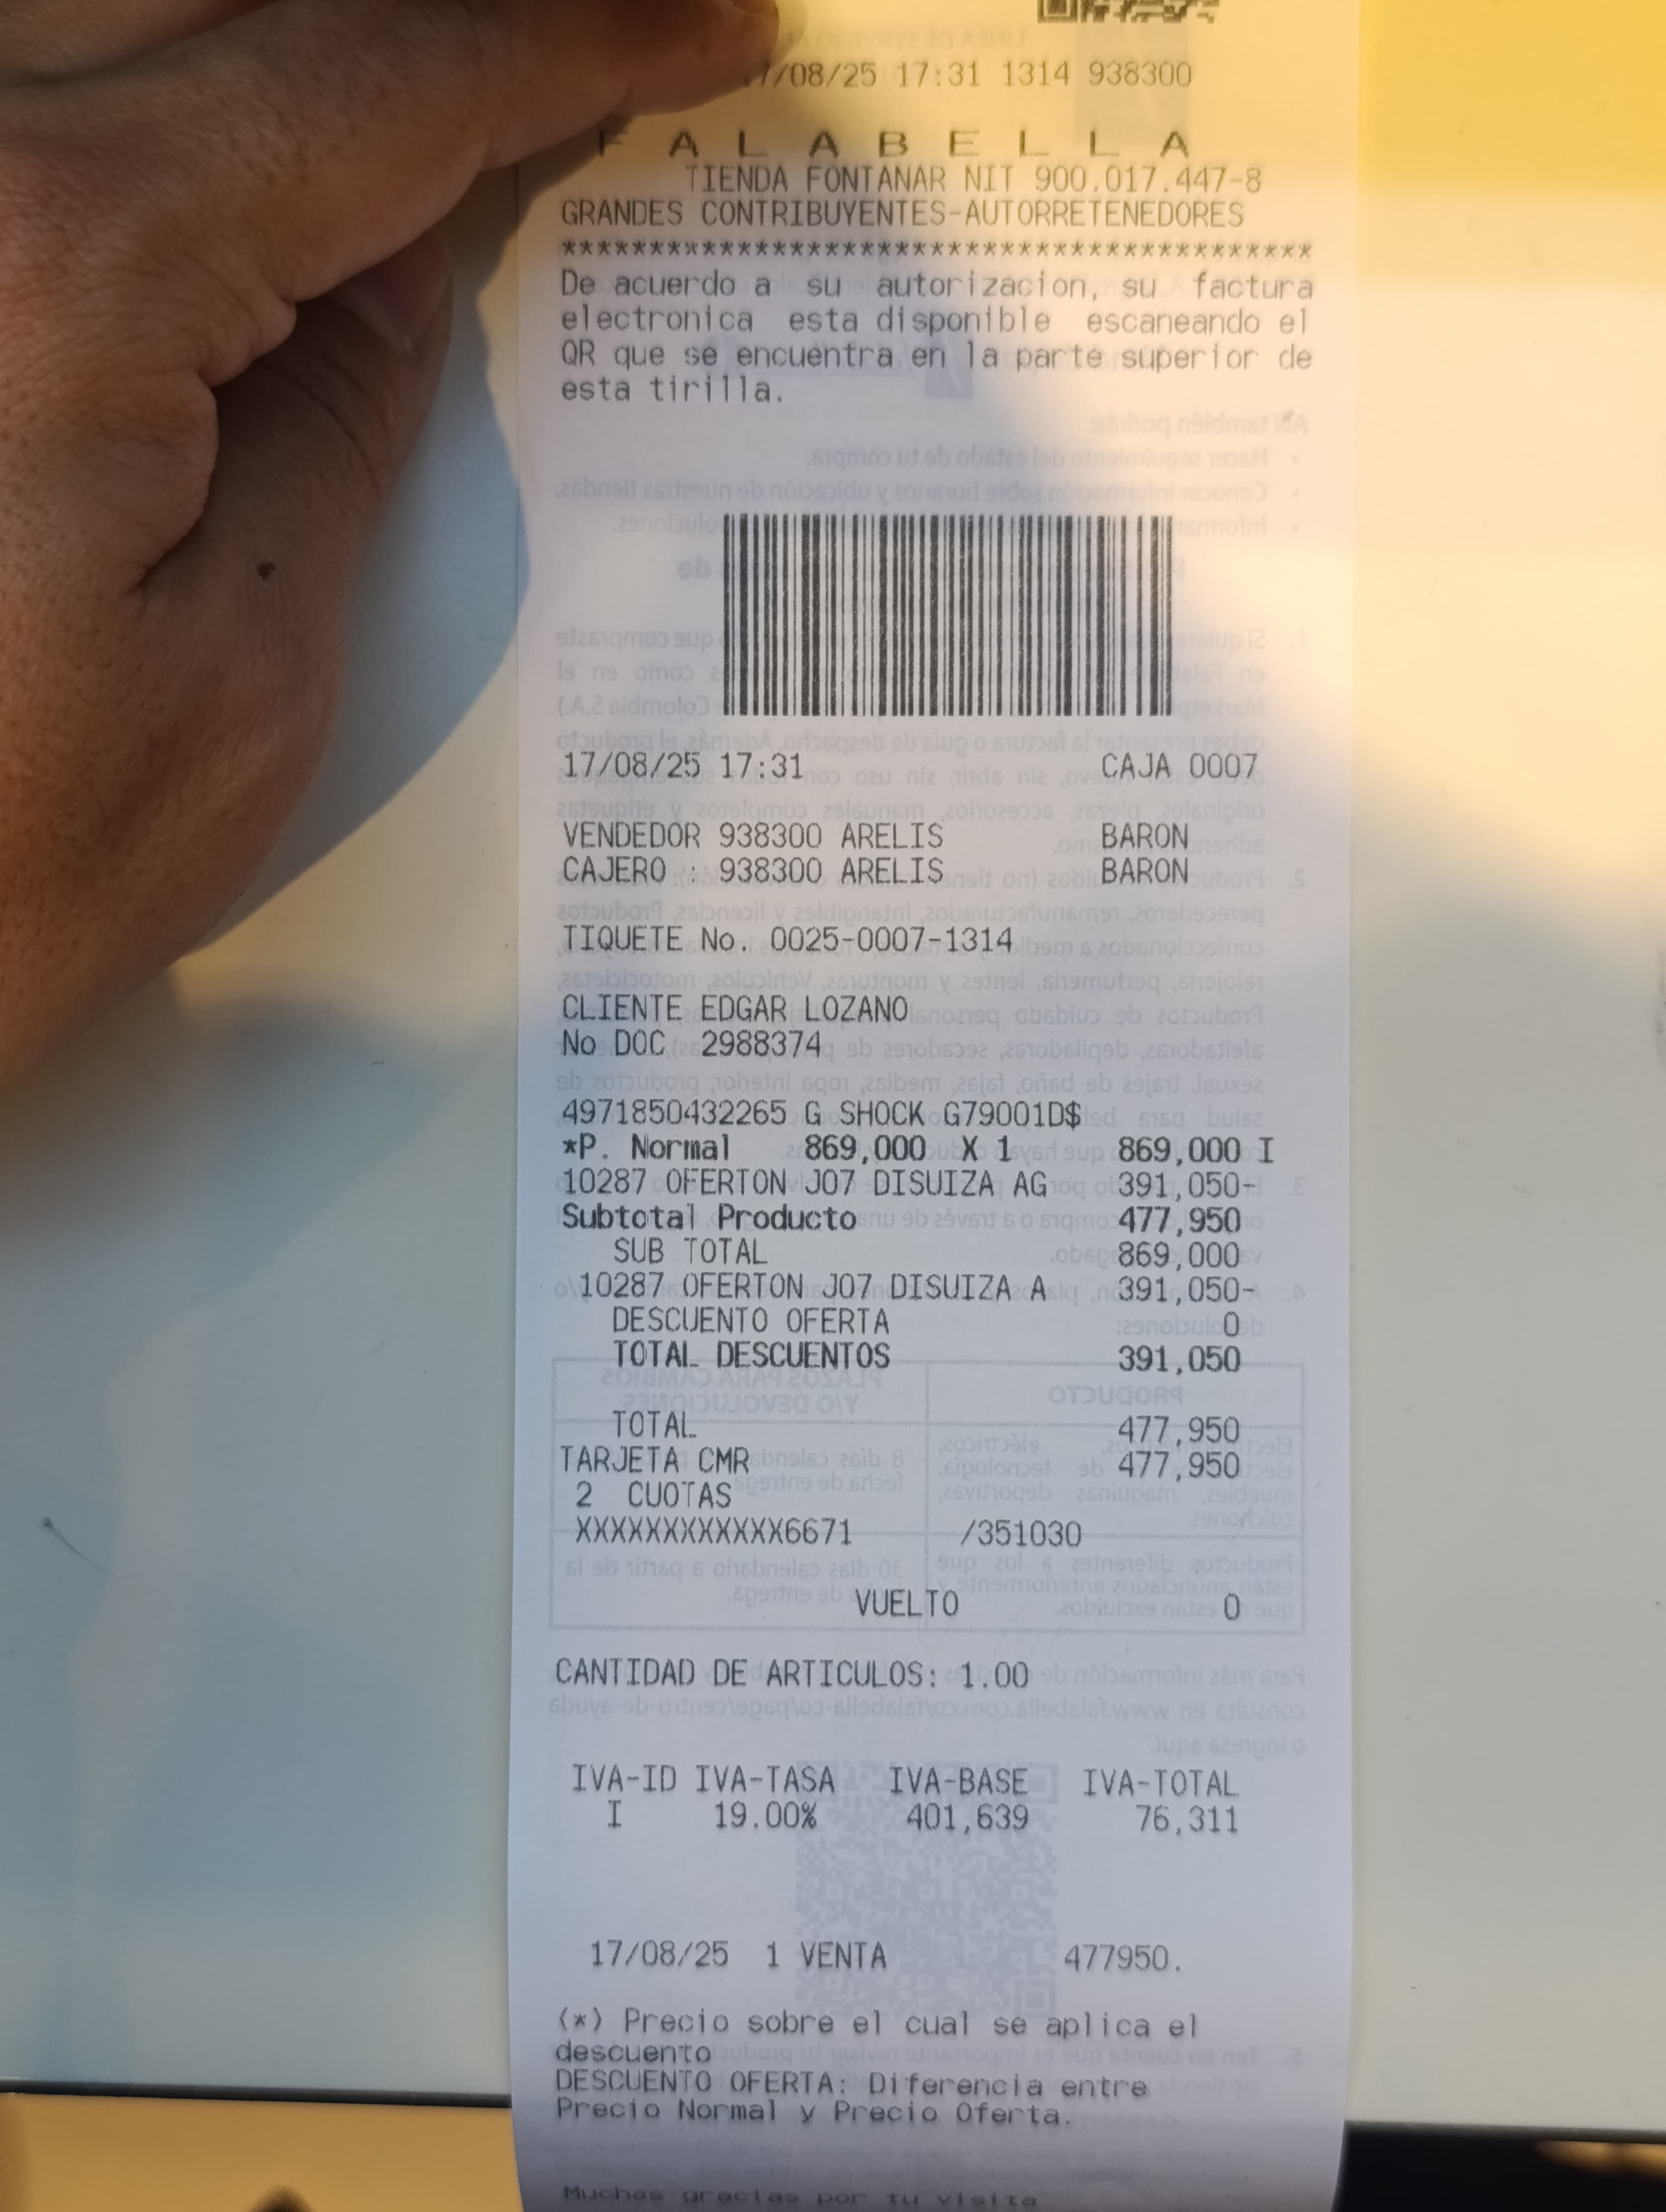 /08/25 17:31 1314 938300
FALABELLA
TIENDA FONTANAR NIT 900.017.447-8
GRANDES CONTRIBUYENTES-AUTORRETENEDORES
*******************************************
De acuerdo a su autorizacion, su factura
electronica esta disponible escaneando el
QR que se encuentra en la parte superior de
esta tirilla.
17/08/25 17:31 CAJA 0007
VENDEDOR 938300 ARELIS BARON
CAJERO : 938300 ARELIS BARON
TIQUETE No. 0025-0007-1314
CLIENTE EDGAR LOZANO
No DOC 2988374
4971850432265 G SHOCK G79001D$
*P. Normal 869,000 X 1 869,000 I
10287 OFERTON J07 DISUIZA AG 391,050-
Subtotal Producto 477,950
SUB TOTAL 869,000
10287 OFERTON J07 DISUIZA A 391,050-
DESCUENTO OFERTA 0
TOTAL DESCUENTOS 391,050
TOTAL 477,950
TARJETA CMR 477,950
2 CUOTAS
XXXXXXXXXXXX6671 /351030
VUELTO 0
CANTIDAD DE ARTICULOS: 1.00
IVA-ID IVA-TASA IVA-BASE IVA-TOTAL
I 19.00% 401,639 76,311
17/08/25 1 VENTA 477950.
(*) Precio sobre el cual se aplica el
descuento
DESCUENTO OFERTA: Diferencia entre
Precio Normal y Precio Oferta.
Muchas gracias por tu visita